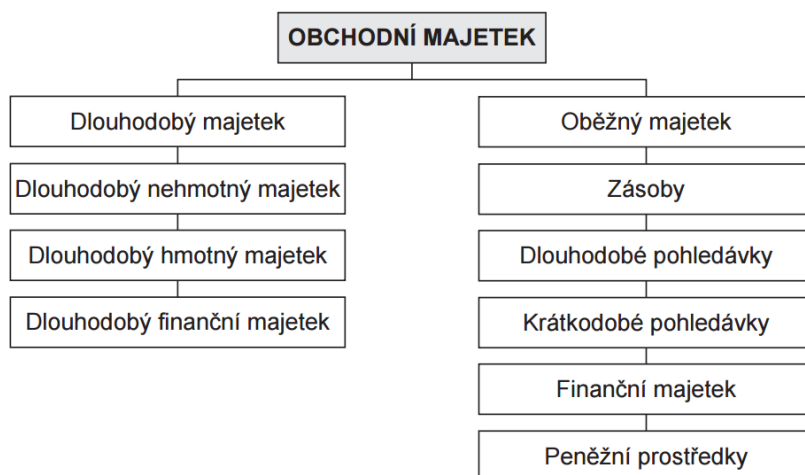 OBCHODNÍ MAJETEK
Dlouhodobý majetek
Dlouhodobý nehmotný majetek
Dlouhodobý hmotný majetek
Dlouhodobý finanční majetek
Oběžný majetek
Zásoby
Dlouhodobé pohledávky
Krátkodobé pohledávky
Finanční majetek
Peněžní prostředky